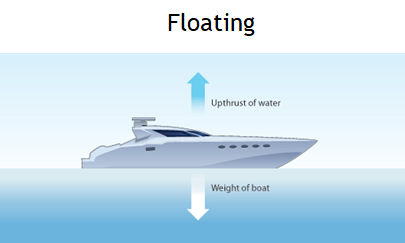 Floating
Upthrust of water
Weight of boat